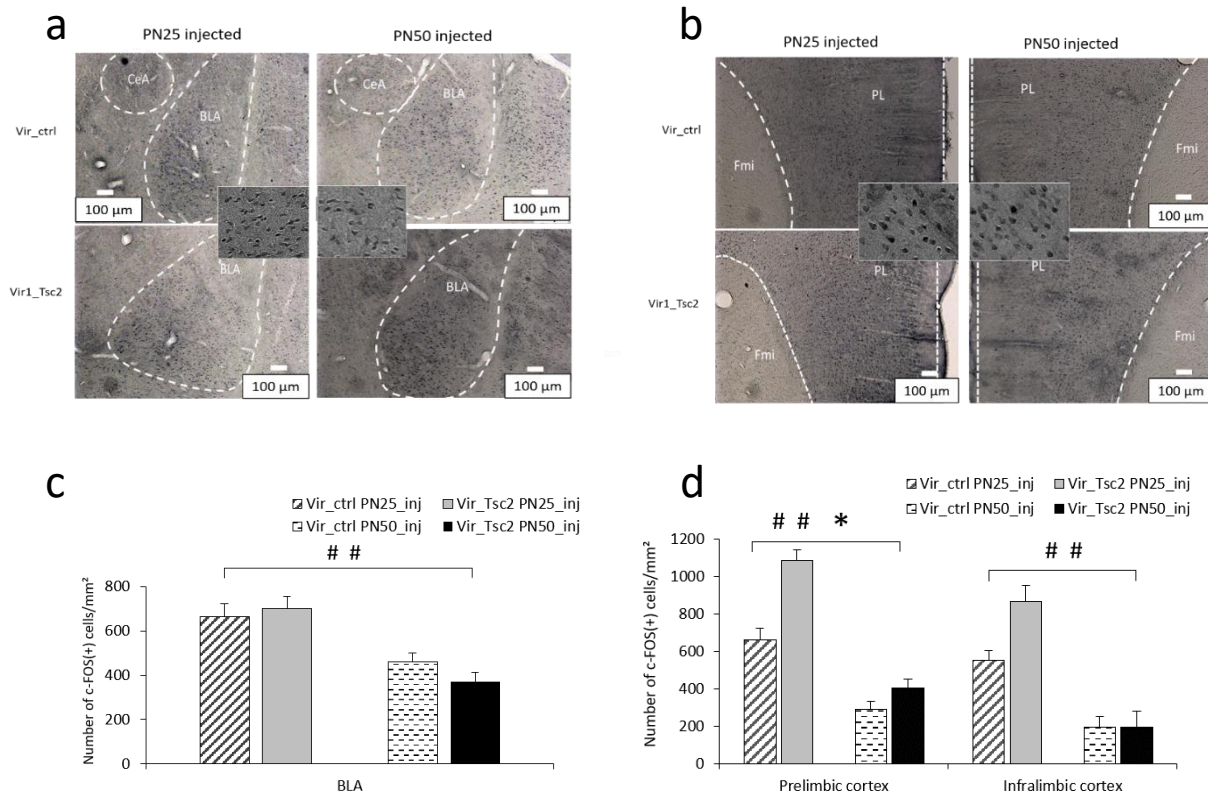 a
PN25 injected
PN50 injected
Vir_ctrl
CeA
BLA
100 µm
CeA
BLA
100 µm
Vir1_Tsc2
BLA
100 µm
BLA
100 µm
b
PN25 injected
PN50 injected
Vir_ctrl
PL
Fmi
PL
Fmi
100 µm
Vir1_Tsc2
PL
Fmi
PL
Fmi
100 µm
c
Vir_ctrl PN25_inj
Vir_Tsc2 PN25_inj
Vir_ctrl PN50_inj
Vir_Tsc2 PN50_inj
# #
Number of c-FOS(+) cells/mm²
800
600
400
200
0
BLA
d
Vir_ctrl PN25_inj
Vir_Tsc2 PN25_inj
Vir_ctrl PN50_inj
Vir_Tsc2 PN50_inj
# # *
# #
Number of c-FOS(+) cells/mm²
1200
1000
800
600
400
200
0
Prelimbic cortex
Infralimbic cortex